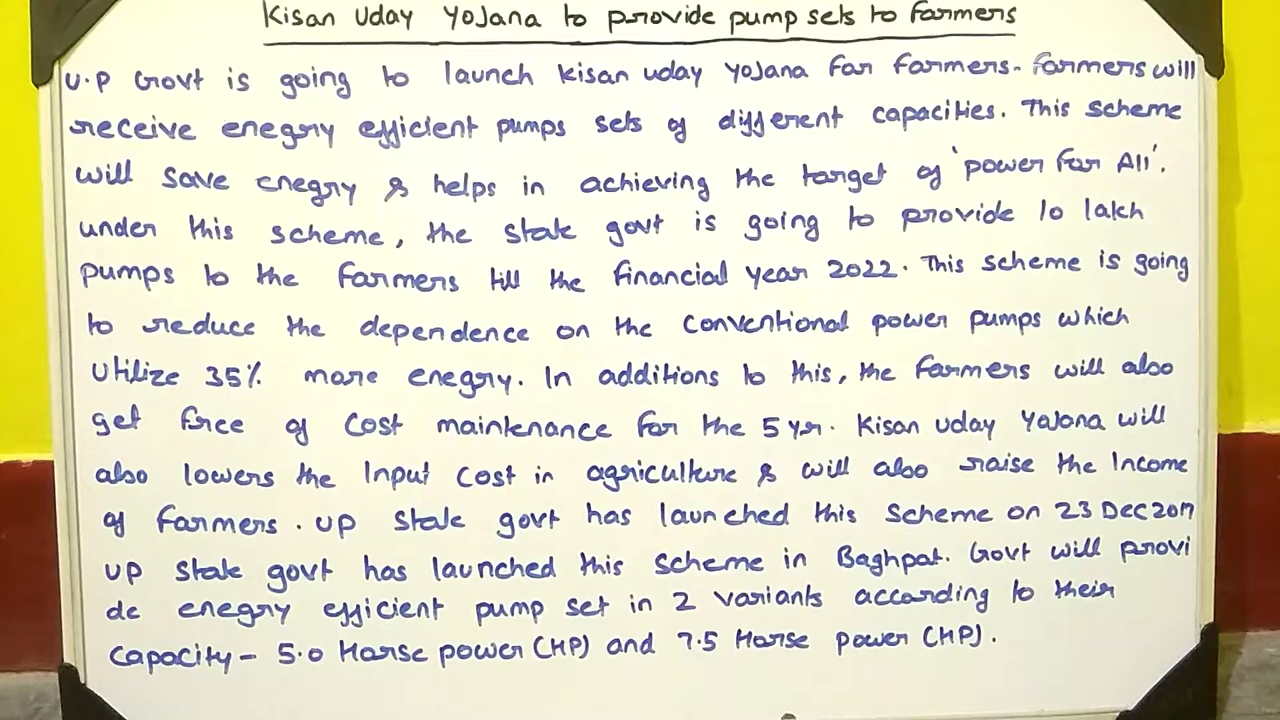 Kisan Uday Yojana to provide pump sets to farmers
U.P Govt is going to launch Kisan Uday Yojana for farmers. Farmers will
receive enegry efficient pumps sets of different capacities. This scheme
will save enegry & helps in achieving the target of 'power for All'.
under this scheme, the state govt is going to provide 10 lakh
pumps to the farmers till the financial year 2022. This scheme is going
to reduce the dependence on the conventional power pumps which
utilize 35% more enegry. In additions to this, the farmers will also
get free of cost maintenance for the 5 yr. Kisan Uday Yojana will
also lowers the Input cost in agriculture & will also raise the Income
of farmers. UP state govt has launched this scheme on 23 Dec 2017
UP state govt has launched this scheme in Baghpat. Govt will provi
de enegry efficient pump set in 2 variants according to their
capacity - 5.0 Horse power (HP) and 7.5 Horse power (HP).